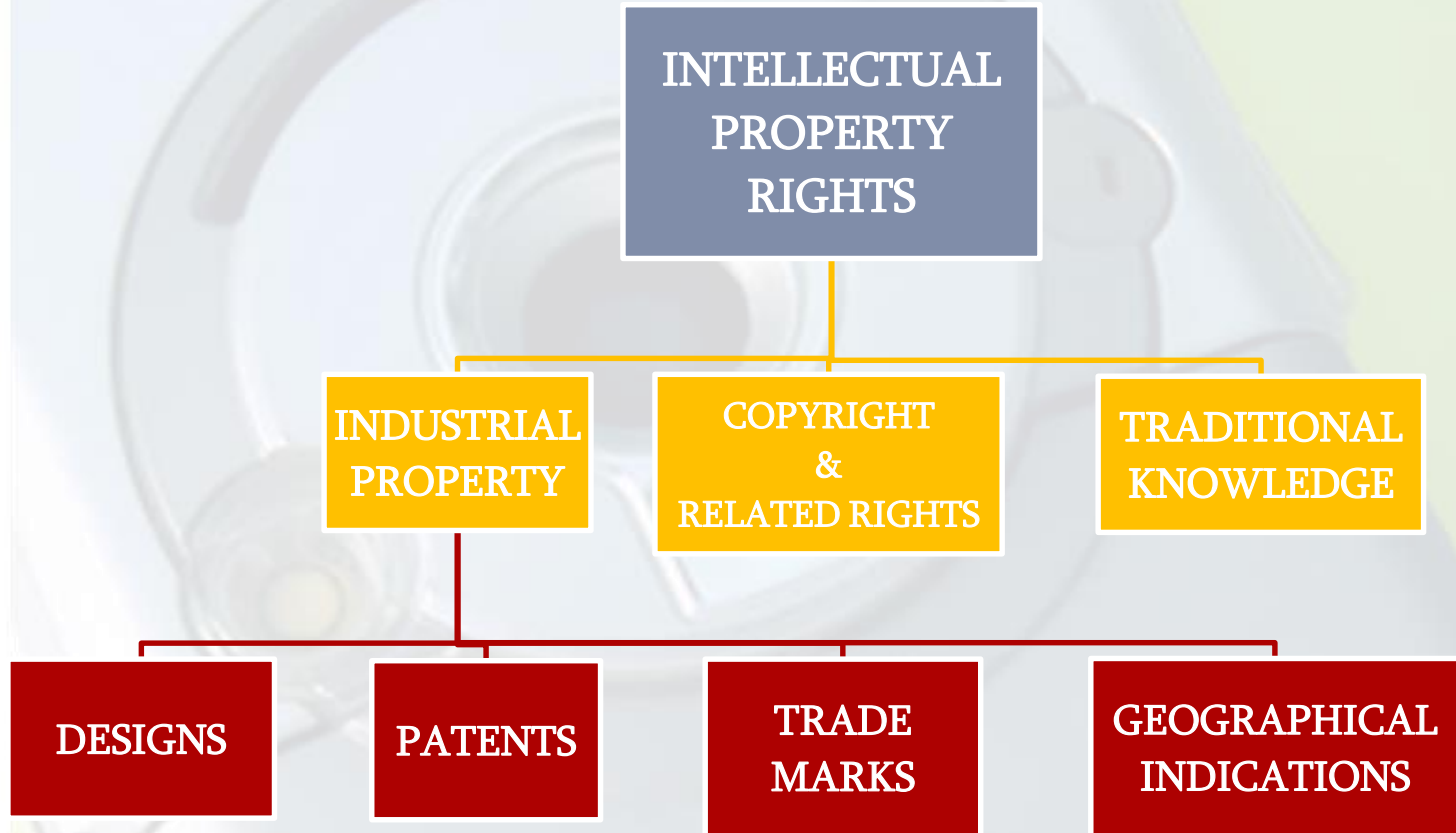 INTELLECTUAL
PROPERTY
RIGHTS
INDUSTRIAL
PROPERTY
COPYRIGHT
&
RELATED RIGHTS
TRADITIONAL
KNOWLEDGE
DESIGNS
PATENTS
TRADE
MARKS
GEOGRAPHICAL
INDICATIONS